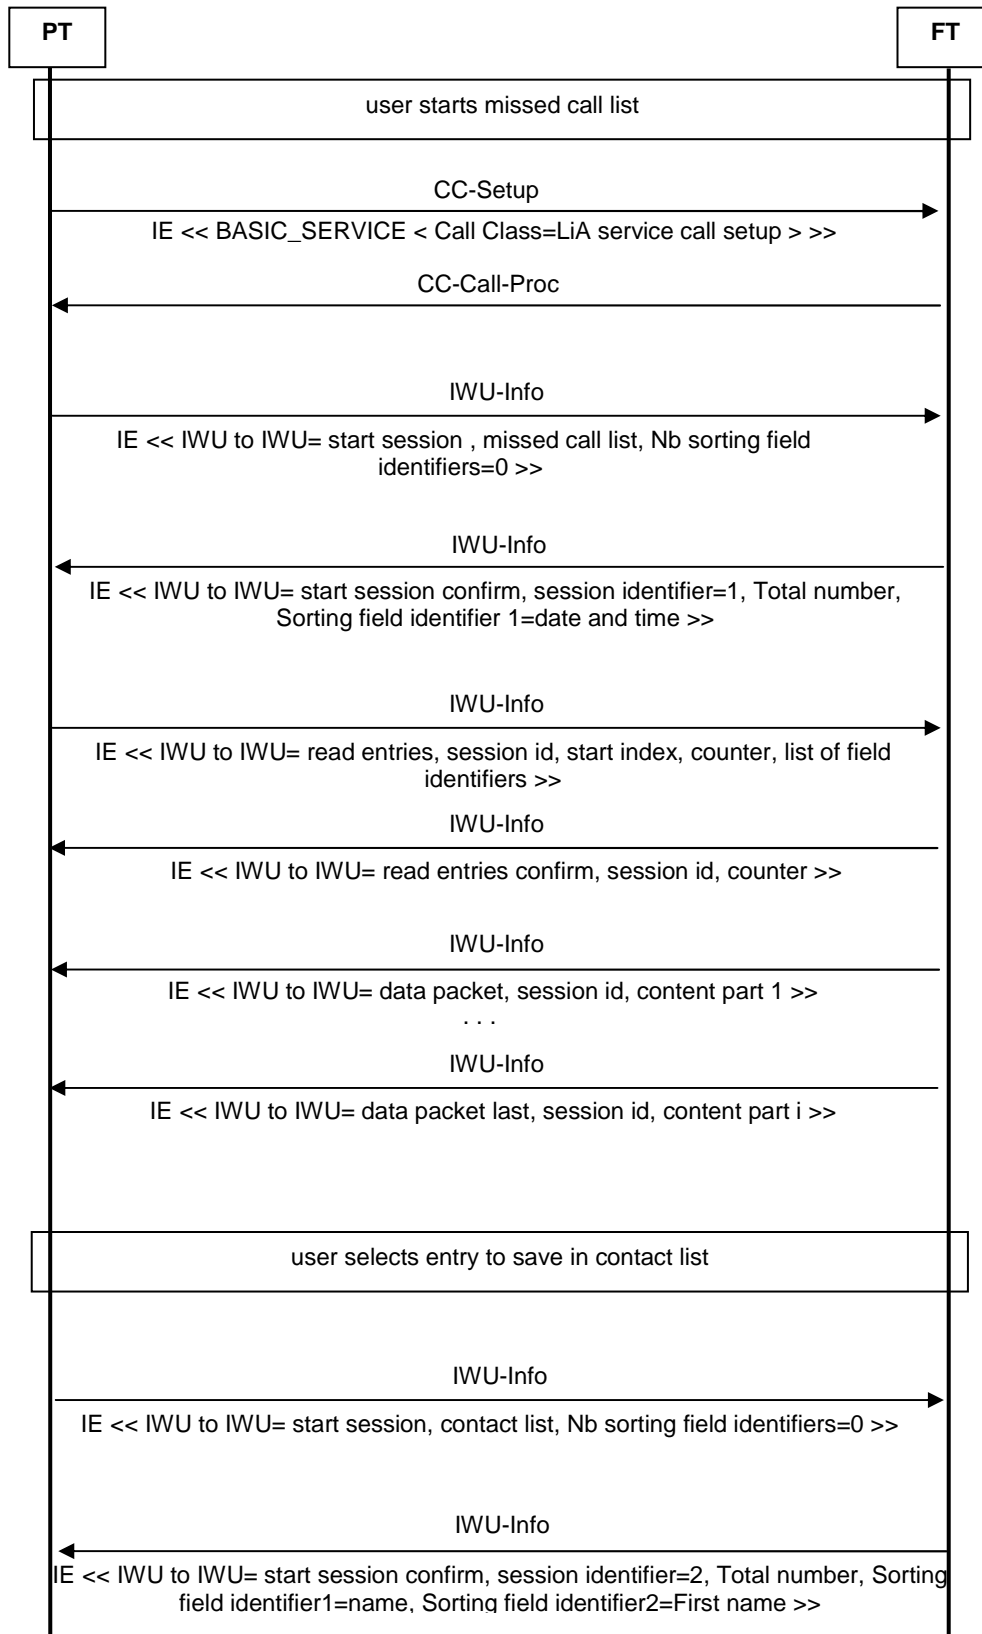 PT
FT
user starts missed call list
CC-Setup
IE << BASIC_SERVICE < Call Class=LiA service call setup > >>
CC-Call-Proc
IWU-Info
IE << IWU to IWU= start session , missed call list, Nb sorting field
identifiers=0 >>
IWU-Info
IE << IWU to IWU= start session confirm, session identifier=1, Total number,
Sorting field identifier 1=date and time >>
IWU-Info
IE << IWU to IWU= read entries, session id, start index, counter, list of field
identifiers >>
IWU-Info
IE << IWU to IWU= read entries confirm, session id, counter >>
IWU-Info
IE << IWU to IWU= data packet, session id, content part 1 >>
. . .
IWU-Info
IE << IWU to IWU= data packet last, session id, content part i >>
user selects entry to save in contact list
IWU-Info
IE << IWU to IWU= start session, contact list, Nb sorting field identifiers=0 >>
IWU-Info
IE << IWU to IWU= start session confirm, session identifier=2, Total number, Sorting
field identifier1=name, Sorting field identifier2=First name >>